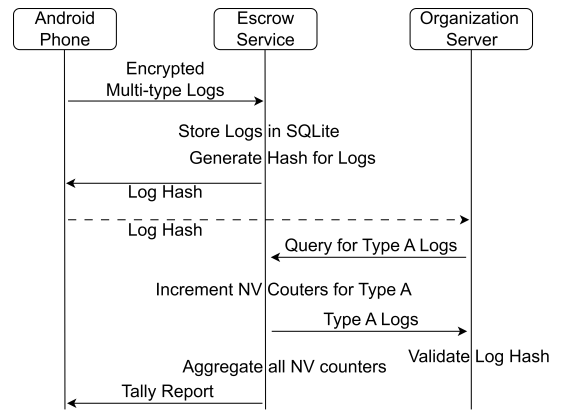 Android
Phone
Escrow
Service
Organization
Server
Encrypted
Multi-type Logs
Store Logs in SQLite
Generate Hash for Logs
Log Hash
Log Hash
Query for Type A Logs
Increment NV Couters for Type A
Type A Logs
Validate Log Hash
Aggregate all NV counters
Tally Report